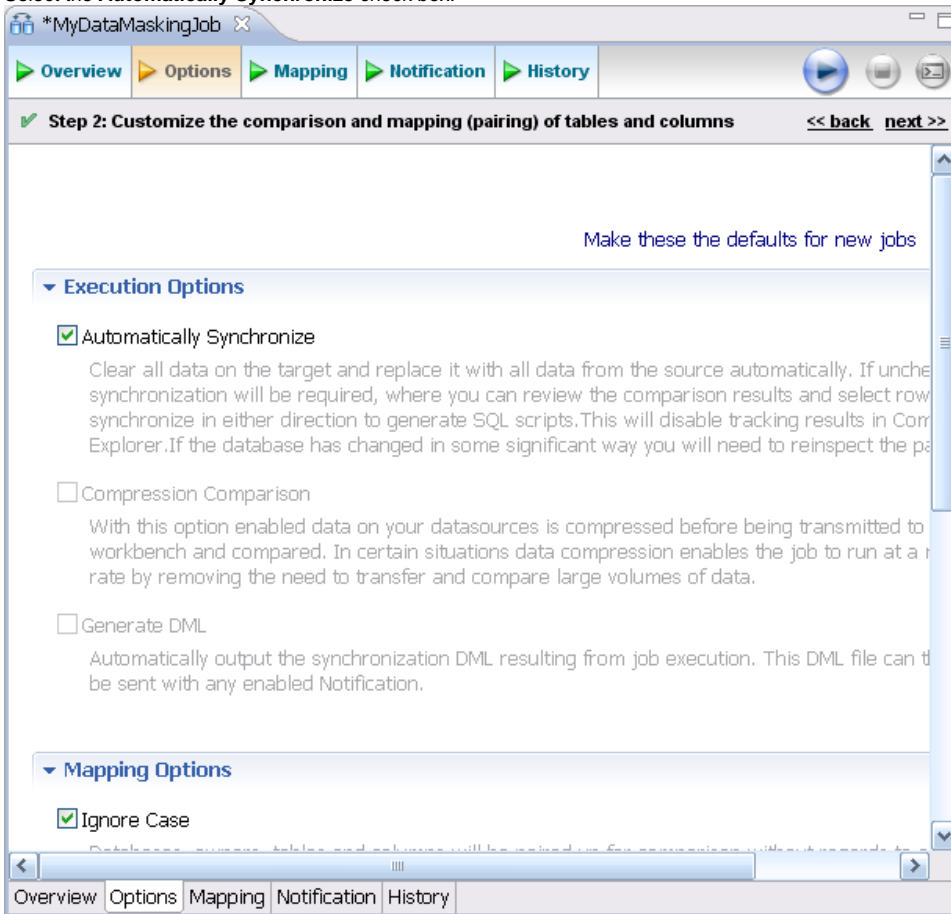 *MyDataMaskingJob
Overview Options Mapping Notification History
Step 2: Customize the comparison and mapping (pairing) of tables and columns << back next >>
Make these the defaults for new jobs
Execution Options
Automatically Synchronize
Clear all data on the target and replace it with all data from the source automatically. If unche
synchronization will be required, where you can review the comparison results and select row
synchronize in either direction to generate SQL scripts.This will disable tracking results in Com
Explorer.If the database has changed in some significant way you will need to reinspect the pa
Compression Comparison
With this option enabled data on your datasources is compressed before being transmitted to
workbench and compared. In certain situations data compression enables the job to run at a
rate by removing the need to transfer and compare large volumes of data.
Generate DML
Automatically output the synchronization DML resulting from job execution. This DML file can t
be sent with any enabled Notification.
Mapping Options
Ignore Case
Overview Options Mapping Notification History